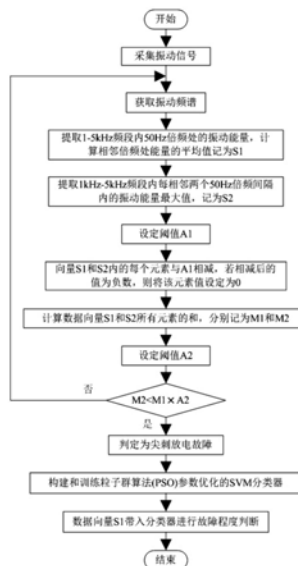 开始
采集振动信号
获取振动频谱
提取1-5kHz频段内50Hz倍频处的振动能量，计
算相邻倍频处能量的平均值记为S1
提取1kHz-5kHz频段内每相邻两个50Hz倍频间隔
内的振动能量最大值，记为S2
设定阈值A1
向量S1和S2内的每个元素与A1相减，若相减后的
值为负数，则将该元素值设定为0
计算数据向量S1和S2所有元素的和，分别记为M1和M2
设定阈值A2
否
M2<M1×A2
是
判定为尖刺放电故障
构建和训练粒子群算法(PSO)参数优化的SVM分类器
数据向量S1带入分类器进行故障程度判断
结束